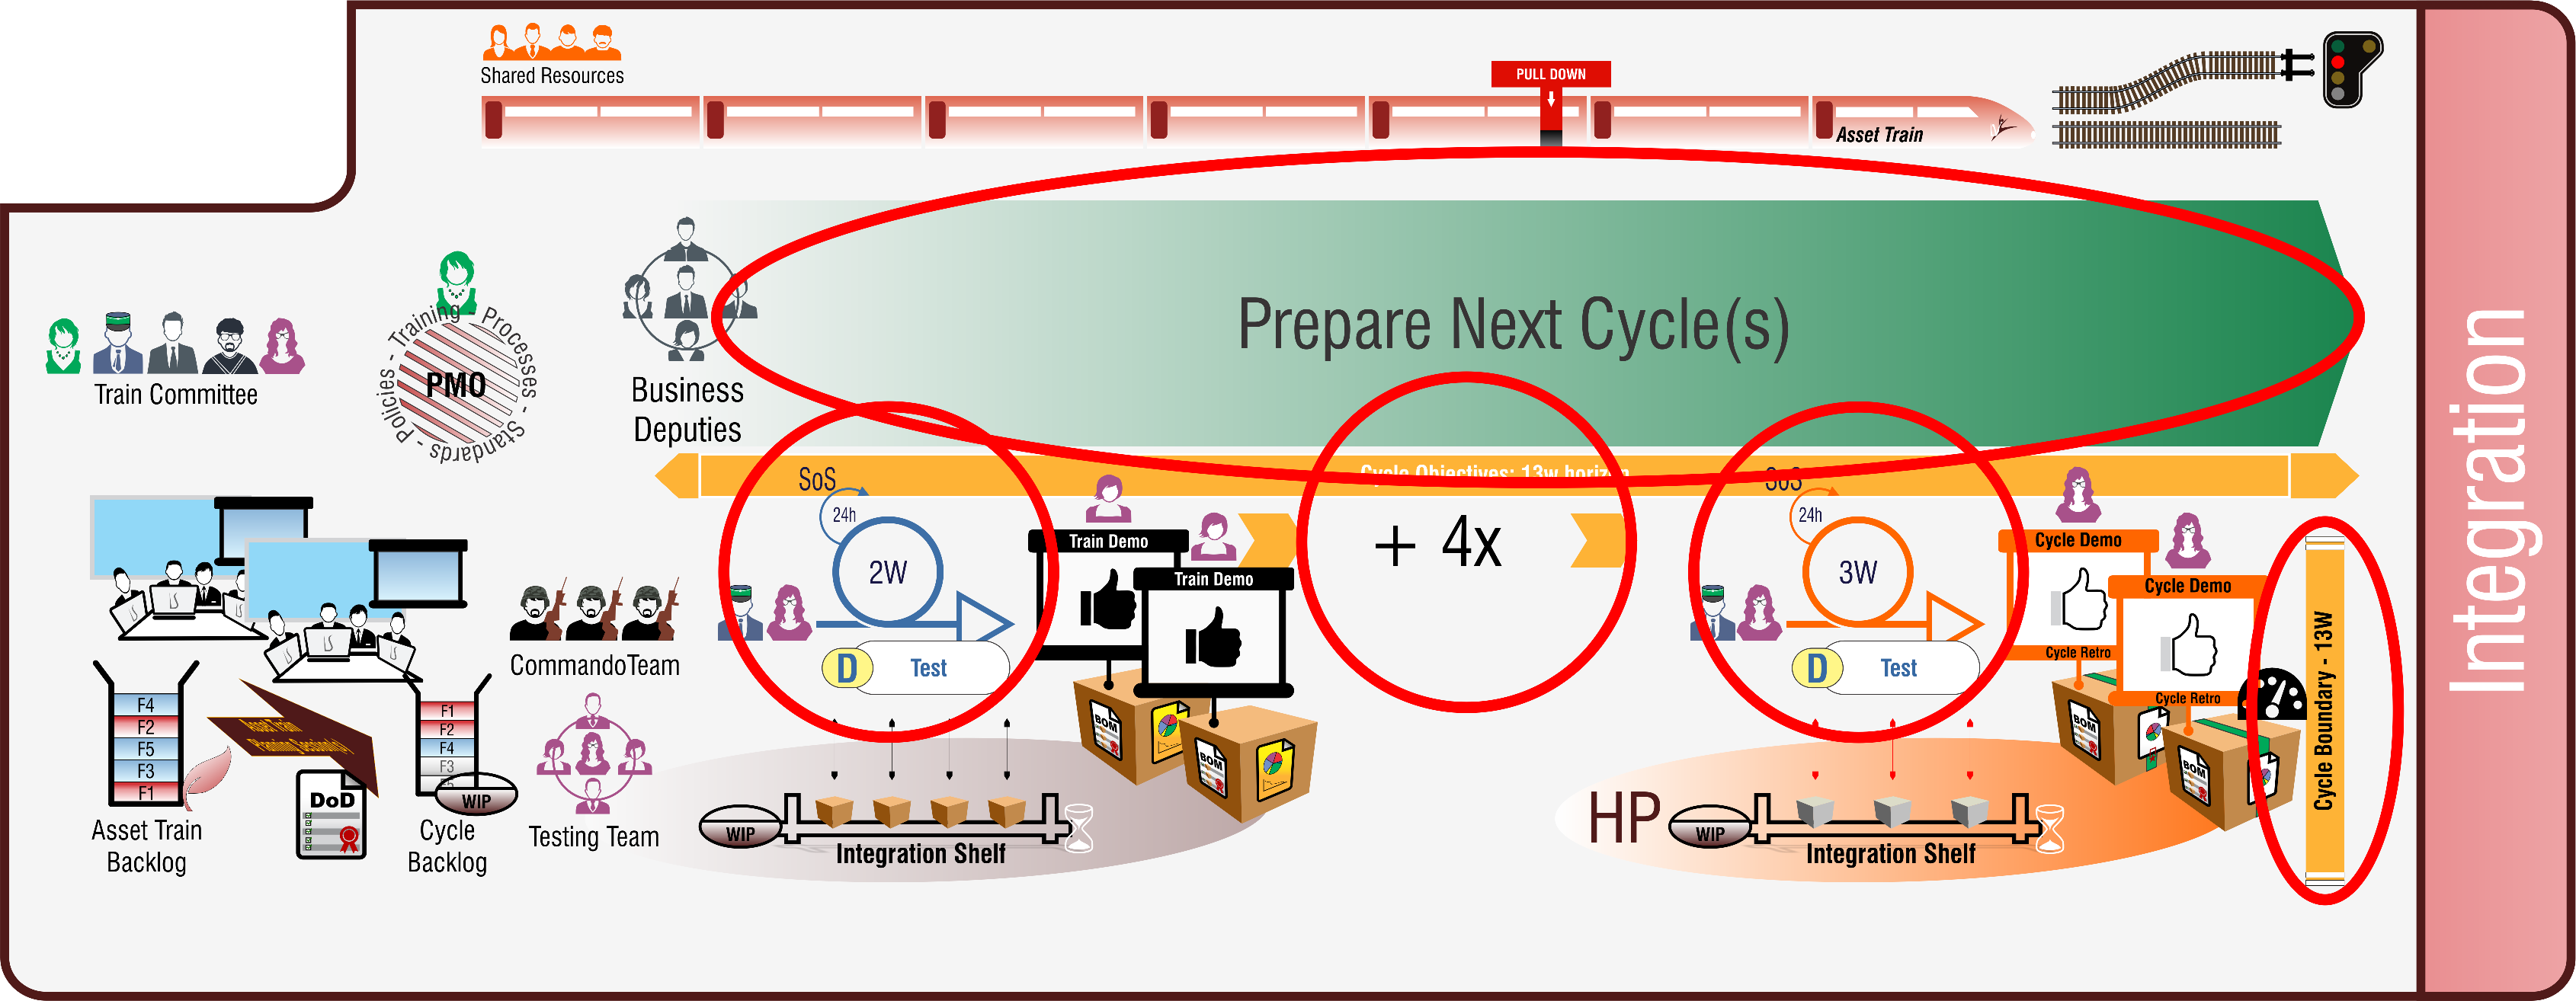 Shared Resources
PULL DOWN
Asset Train
Prepare Next Cycle(s)
Train Committee
Policies - Training - Processes - Standards -
PMO
Business
Deputies
Cycle Objectives: 13w horizon
SoS
24h
2W
D
Test
Train Demo
Train Demo
+ 4x
SoS
24h
3W
D
Test
Cycle Demo
Cycle Retro
Cycle Demo
Cycle Retro
Cycle Boundary - 13W
CommandoTeam
Testing Team
F4
F2
F5
F3
F1
Asset Train
Backlog
Asset Train
DoD
F1
F2
F4
F3
WIP
Cycle
Backlog
BOM
BOM
WIP
Integration Shelf
HP
WIP
Integration Shelf
BOM
BOM
Integration